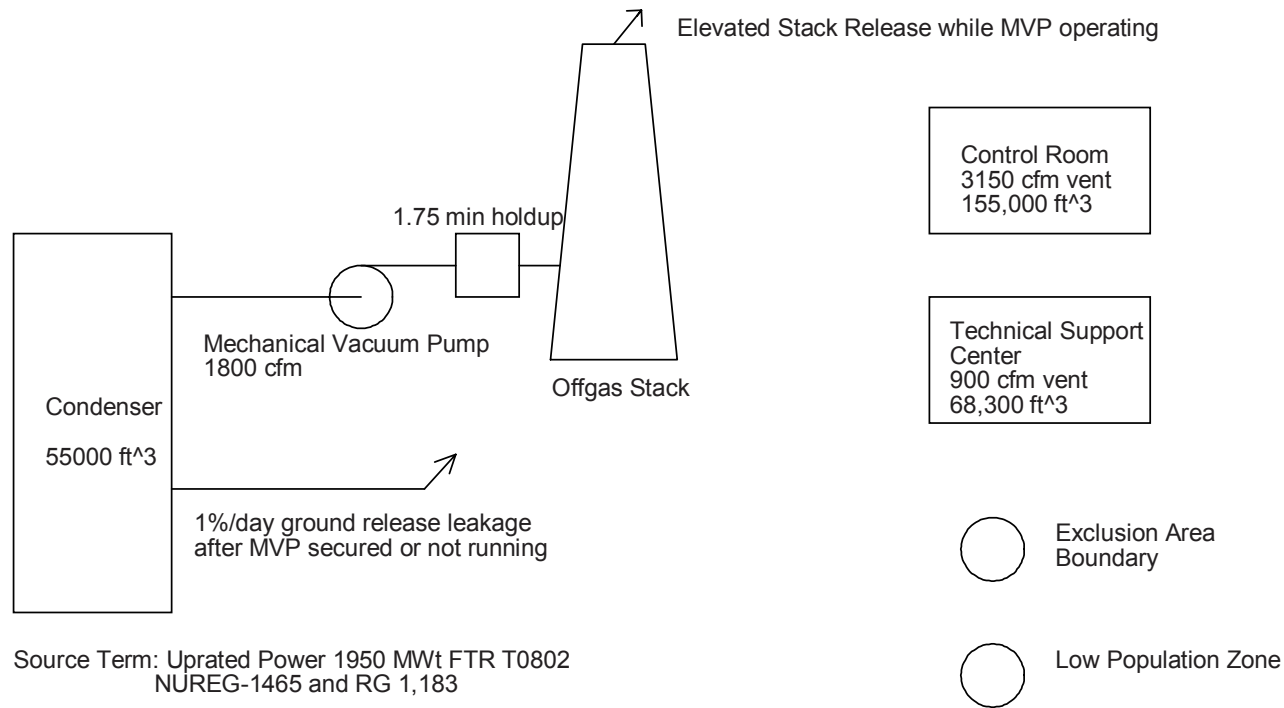 Elevated Stack Release while MVP operating
Control Room
3150 cfm vent
155,000 ft^3
1.75 min holdup
Mechanical Vacuum Pump
1800 cfm
Technical Support
Center
900 cfm vent
68,300 ft^3
Offgas Stack
Condenser
55000 ft^3
1%/day ground release leakage
after MVP secured or not running
Exclusion Area
Boundary
Low Population Zone
Source Term: Uprated Power 1950 MWt FTR T0802
NUREG-1465 and RG 1,183